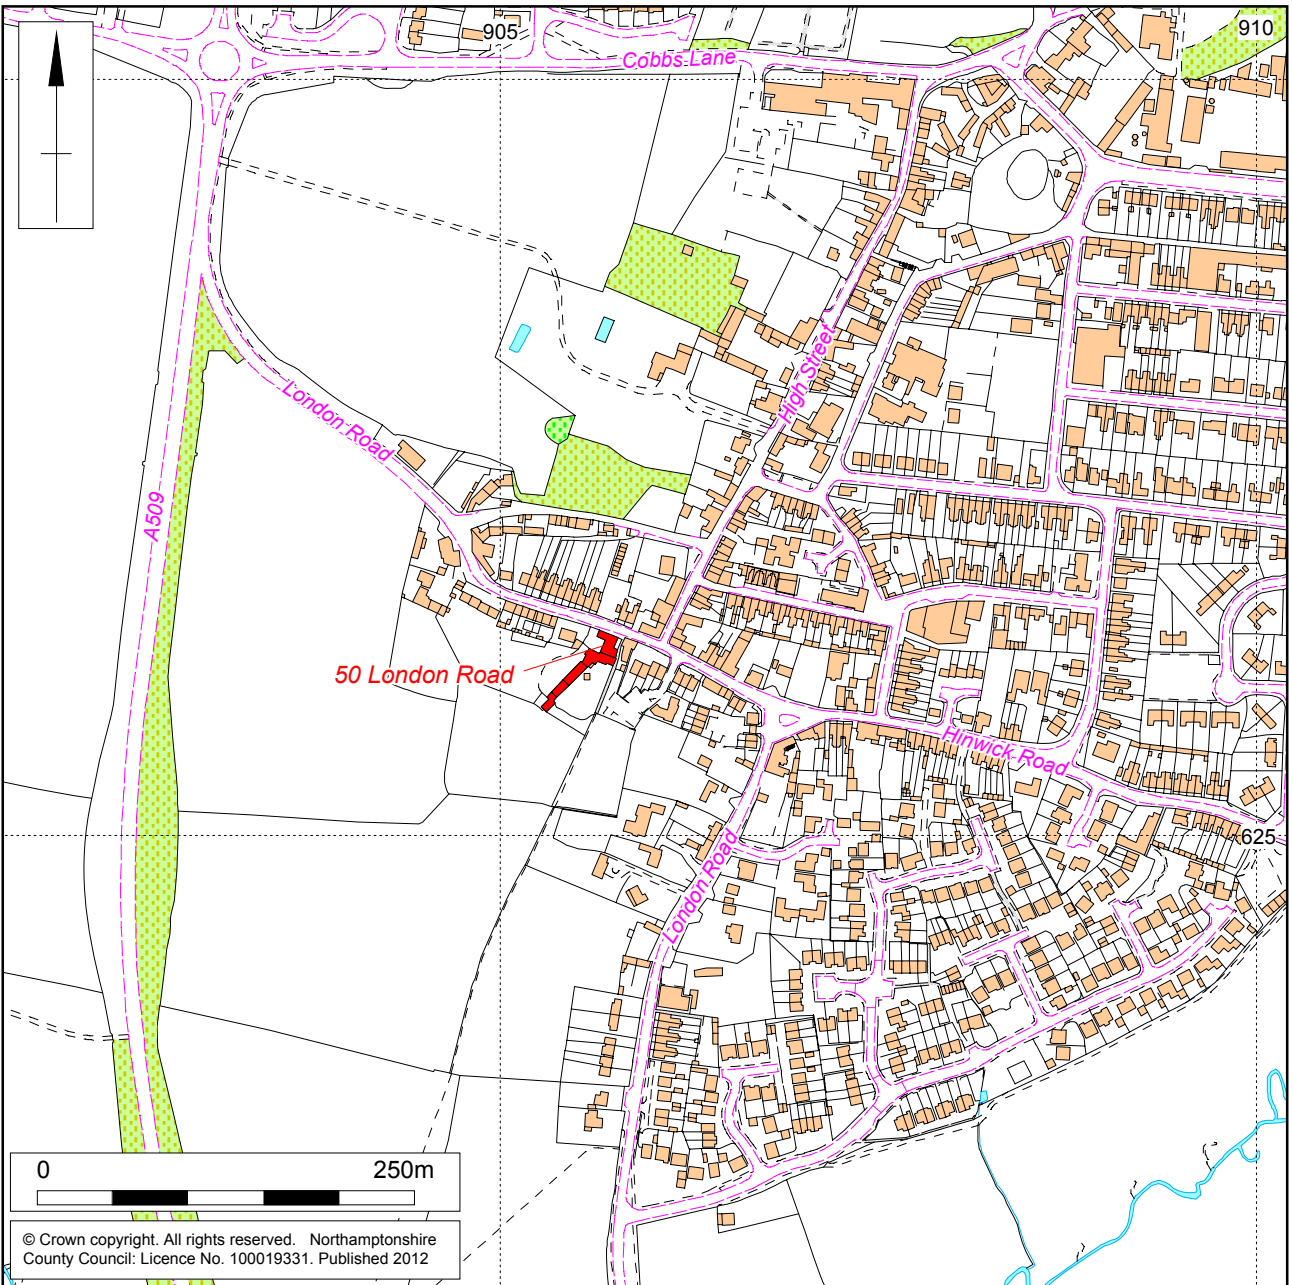 905
910
Cobbs Lane
High Street
London Road
A509
50 London Road
Hinwick Road
London Road
625
0 250m
© Crown copyright. All rights reserved. Northamptonshire
County Council: Licence No. 100019331. Published 2012